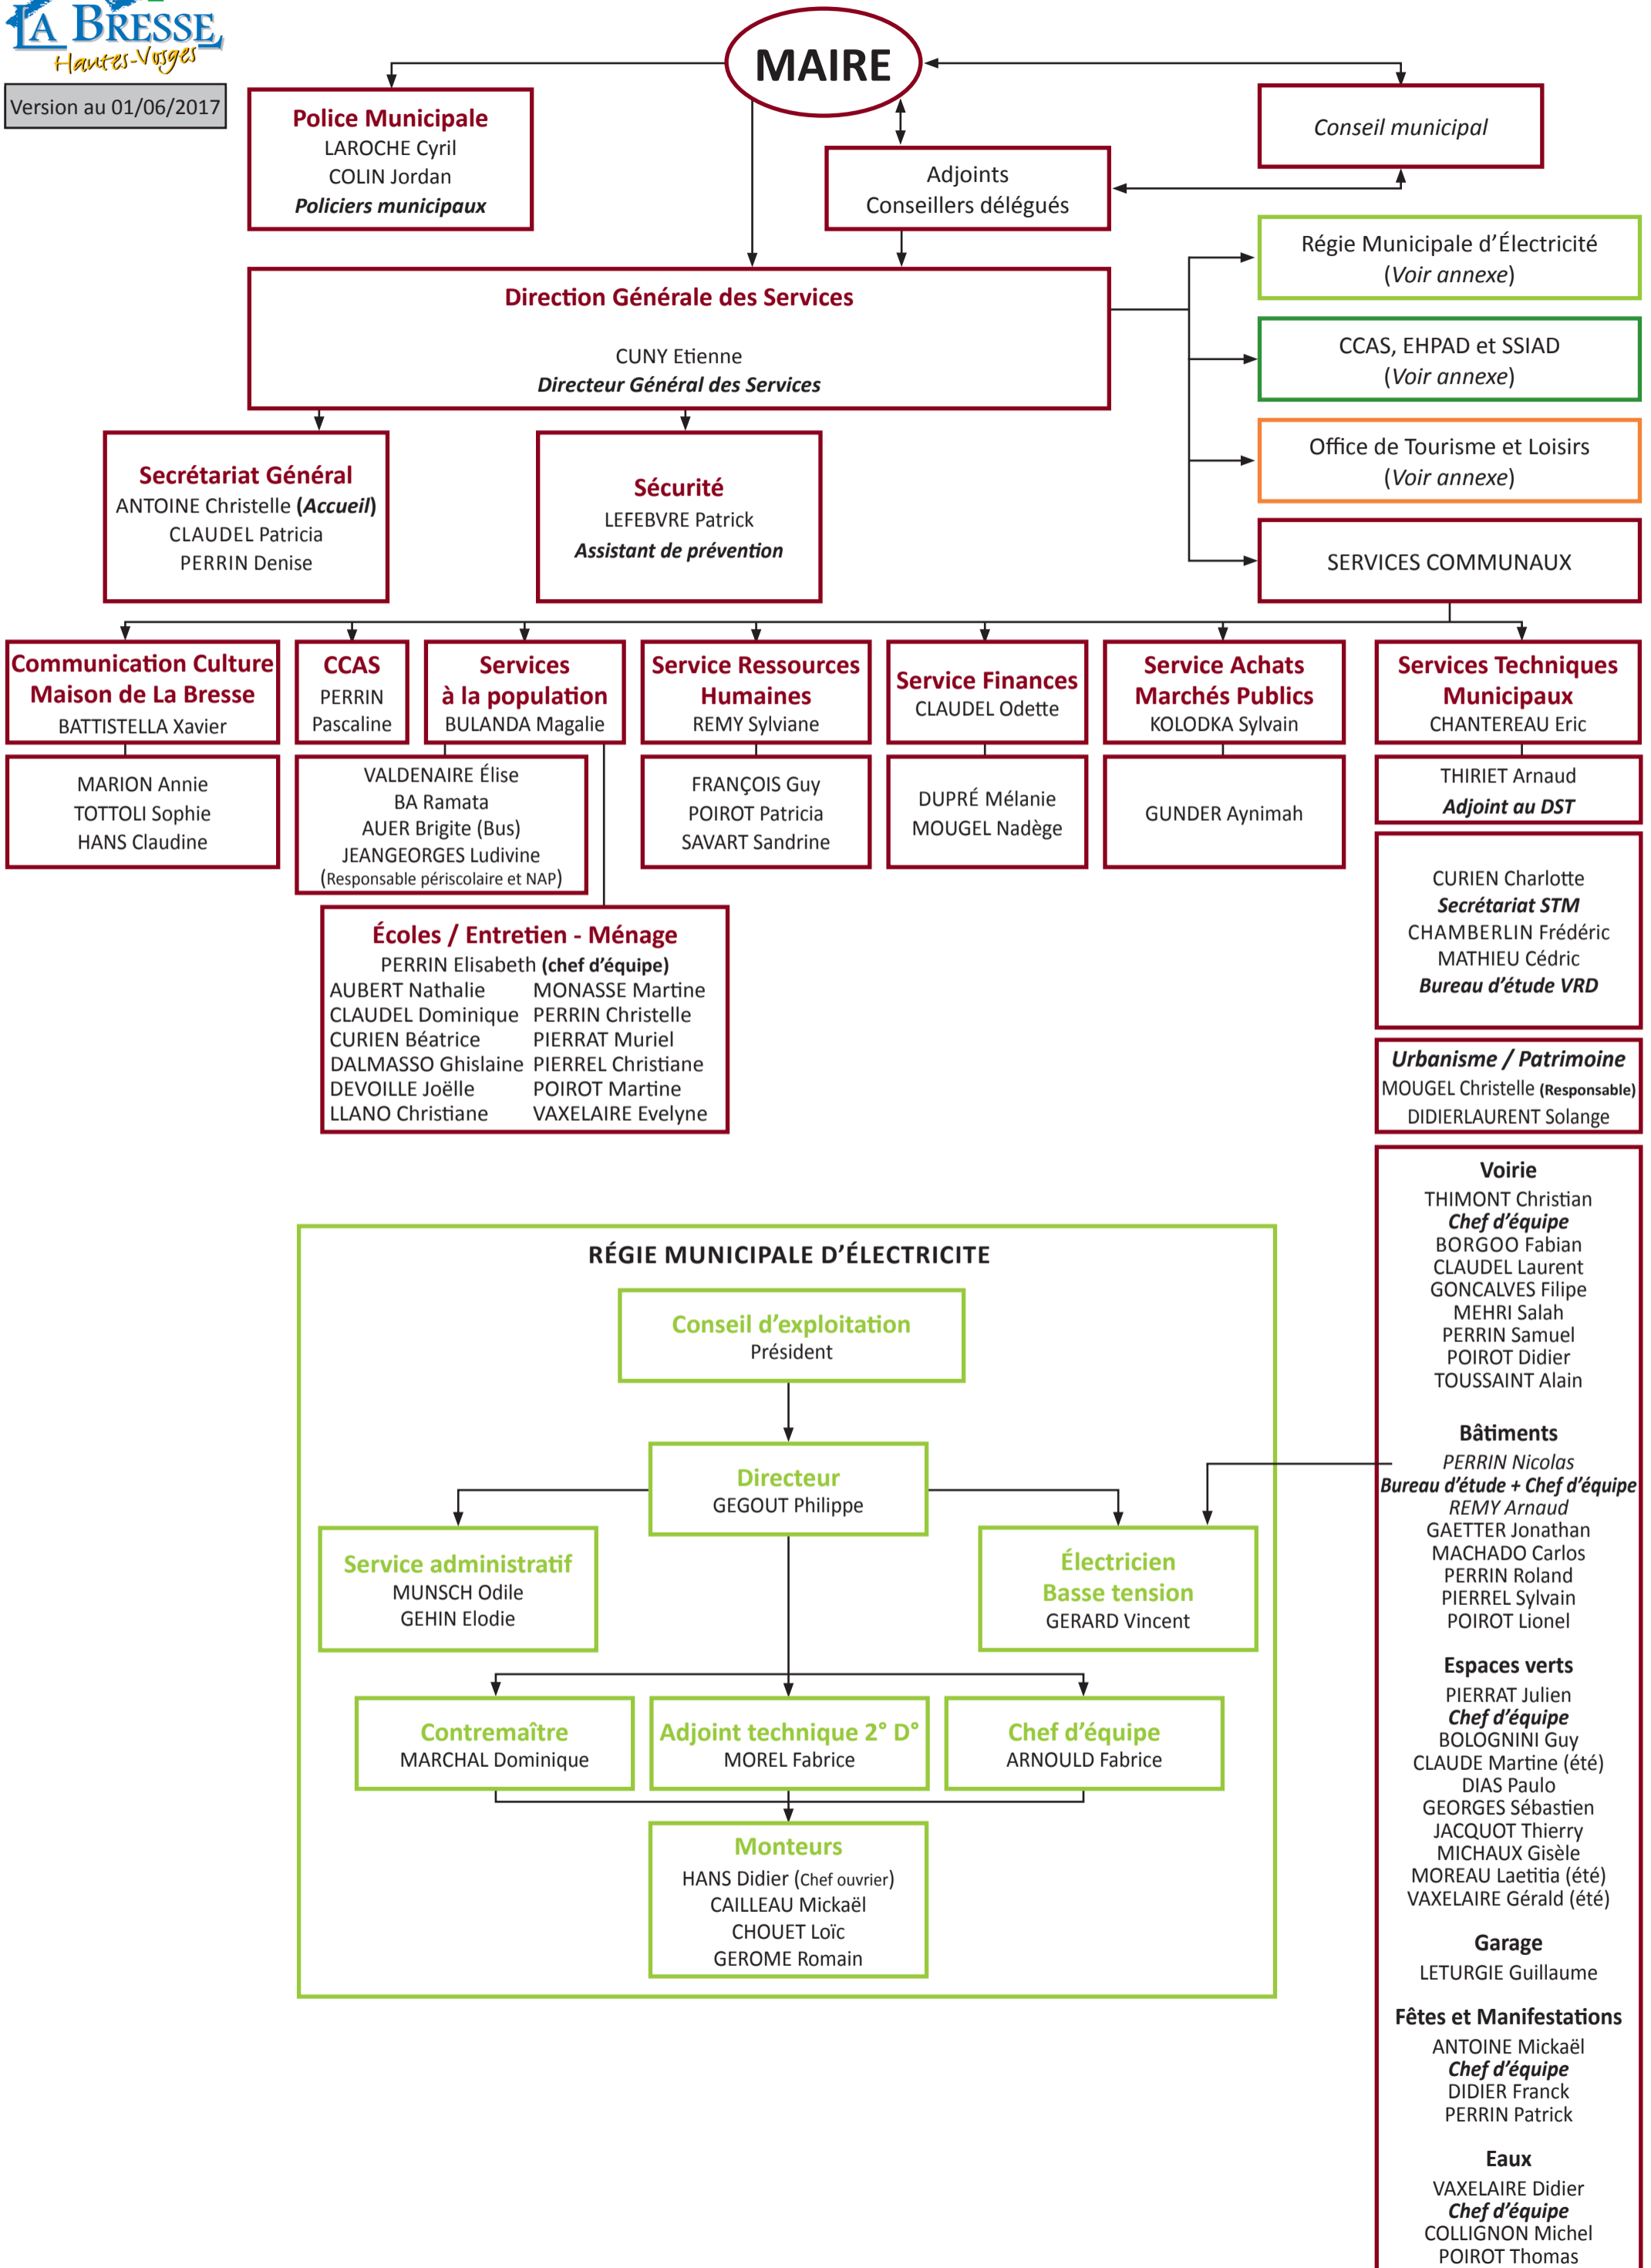 LA BRESSE
Hautes-Vosges
Version au 01/06/2017
MAIRE
Police Municipale
LAROCHE Cyril
COLIN Jordan
Policiers municipaux
Adjoints
Conseillers délégués
Conseil municipal
Direction Générale des Services
CUNY Etienne
Directeur Général des Services
Régie Municipale d’Électricité
(Voir annexe)
CCAS, EHPAD et SSIAD
(Voir annexe)
Office de Tourisme et Loisirs
(Voir annexe)
SERVICES COMMUNAUX
Secrétariat Général
ANTOINE Christelle (Accueil)
CLAUDEL Patricia
PERRIN Denise
Sécurité
LEFEBVRE Patrick
Assistant de prévention
Communication Culture
Maison de La Bresse
BATTISTELLA Xavier
MARION Annie
TOTTOLI Sophie
HANS Claudine
CCAS
PERRIN
Pascaline
Services
à la population
BULANDA Magalie
VALDENAIRE Élise
BA Ramata
AUER Brigite (Bus)
JEANGEORGES Ludivine
(Responsable périscolaire et NAP)
Écoles / Entretien - Ménage
PERRIN Elisabeth (chef d’équipe)
AUBERT Nathalie MONASSE Martine
CLAUDEL Dominique PERRIN Christelle
CURIEN Béatrice PIERRAT Muriel
DALMASSO Ghislaine PIERREL Christiane
DEVOILLE Joëlle POIROT Martine
LLANO Christiane VAXELAIRE Evelyne
Service Ressources
Humaines
REMY Sylviane
FRANÇOIS Guy
POIROT Patricia
SAVART Sandrine
Service Finances
CLAUDEL Odette
DUPRÉ Mélanie
MOUGEL Nadège
Service Achats
Marchés Publics
KOLODKA Sylvain
GUNDER Aynimah
Services Techniques
Municipaux
CHANTEREAU Eric
THIRIET Arnaud
Adjoint au DST
CURIEN Charlotte
Secrétariat STM
CHAMBERLIN Frédéric
MATHIEU Cédric
Bureau d’étude VRD
Urbanisme / Patrimoine
MOUGEL Christelle (Responsable)
DIDIERLAURENT Solange
Voirie
THIMONT Christian
Chef d’équipe
BORGOO Fabian
CLAUDEL Laurent
GONCALVES Filipe
MEHRI Salah
PERRIN Samuel
POIROT Didier
TOUSSAINT Alain
Bâtiments
PERRIN Nicolas
Bureau d’étude + Chef d’équipe
REMY Arnaud
GAETTER Jonathan
MACHADO Carlos
PERRIN Roland
PIERREL Sylvain
POIROT Lionel
Espaces verts
PIERRAT Julien
Chef d’équipe
BOLOGNINI Guy
CLAUDE Martine (été)
DIAS Paulo
GEORGES Sébastien
JACQUOT Thierry
MICHAUX Gisèle
MOREAU Laetitia (été)
VAXELAIRE Gérald (été)
Garage
LETURGIE Guillaume
Fêtes et Manifestations
ANTOINE Mickaël
Chef d’équipe
DIDIER Franck
PERRIN Patrick
Eaux
VAXELAIRE Didier
Chef d’équipe
COLLIGNON Michel
POIROT Thomas
RÉGIE MUNICIPALE D’ÉLECTRICITE
Conseil d’exploitation
Président
Directeur
GEGOUT Philippe
Service administratif
MUNSCH Odile
GEHIN Elodie
Électricien
Basse tension
GERARD Vincent
Contremaître
MARCHAL Dominique
Adjoint technique 2° D°
MOREL Fabrice
Chef d’équipe
ARNOULD Fabrice
Monteurs
HANS Didier (Chef ouvrier)
CAILLEAU Mickaël
CHOUET Loïc
GEROME Romain